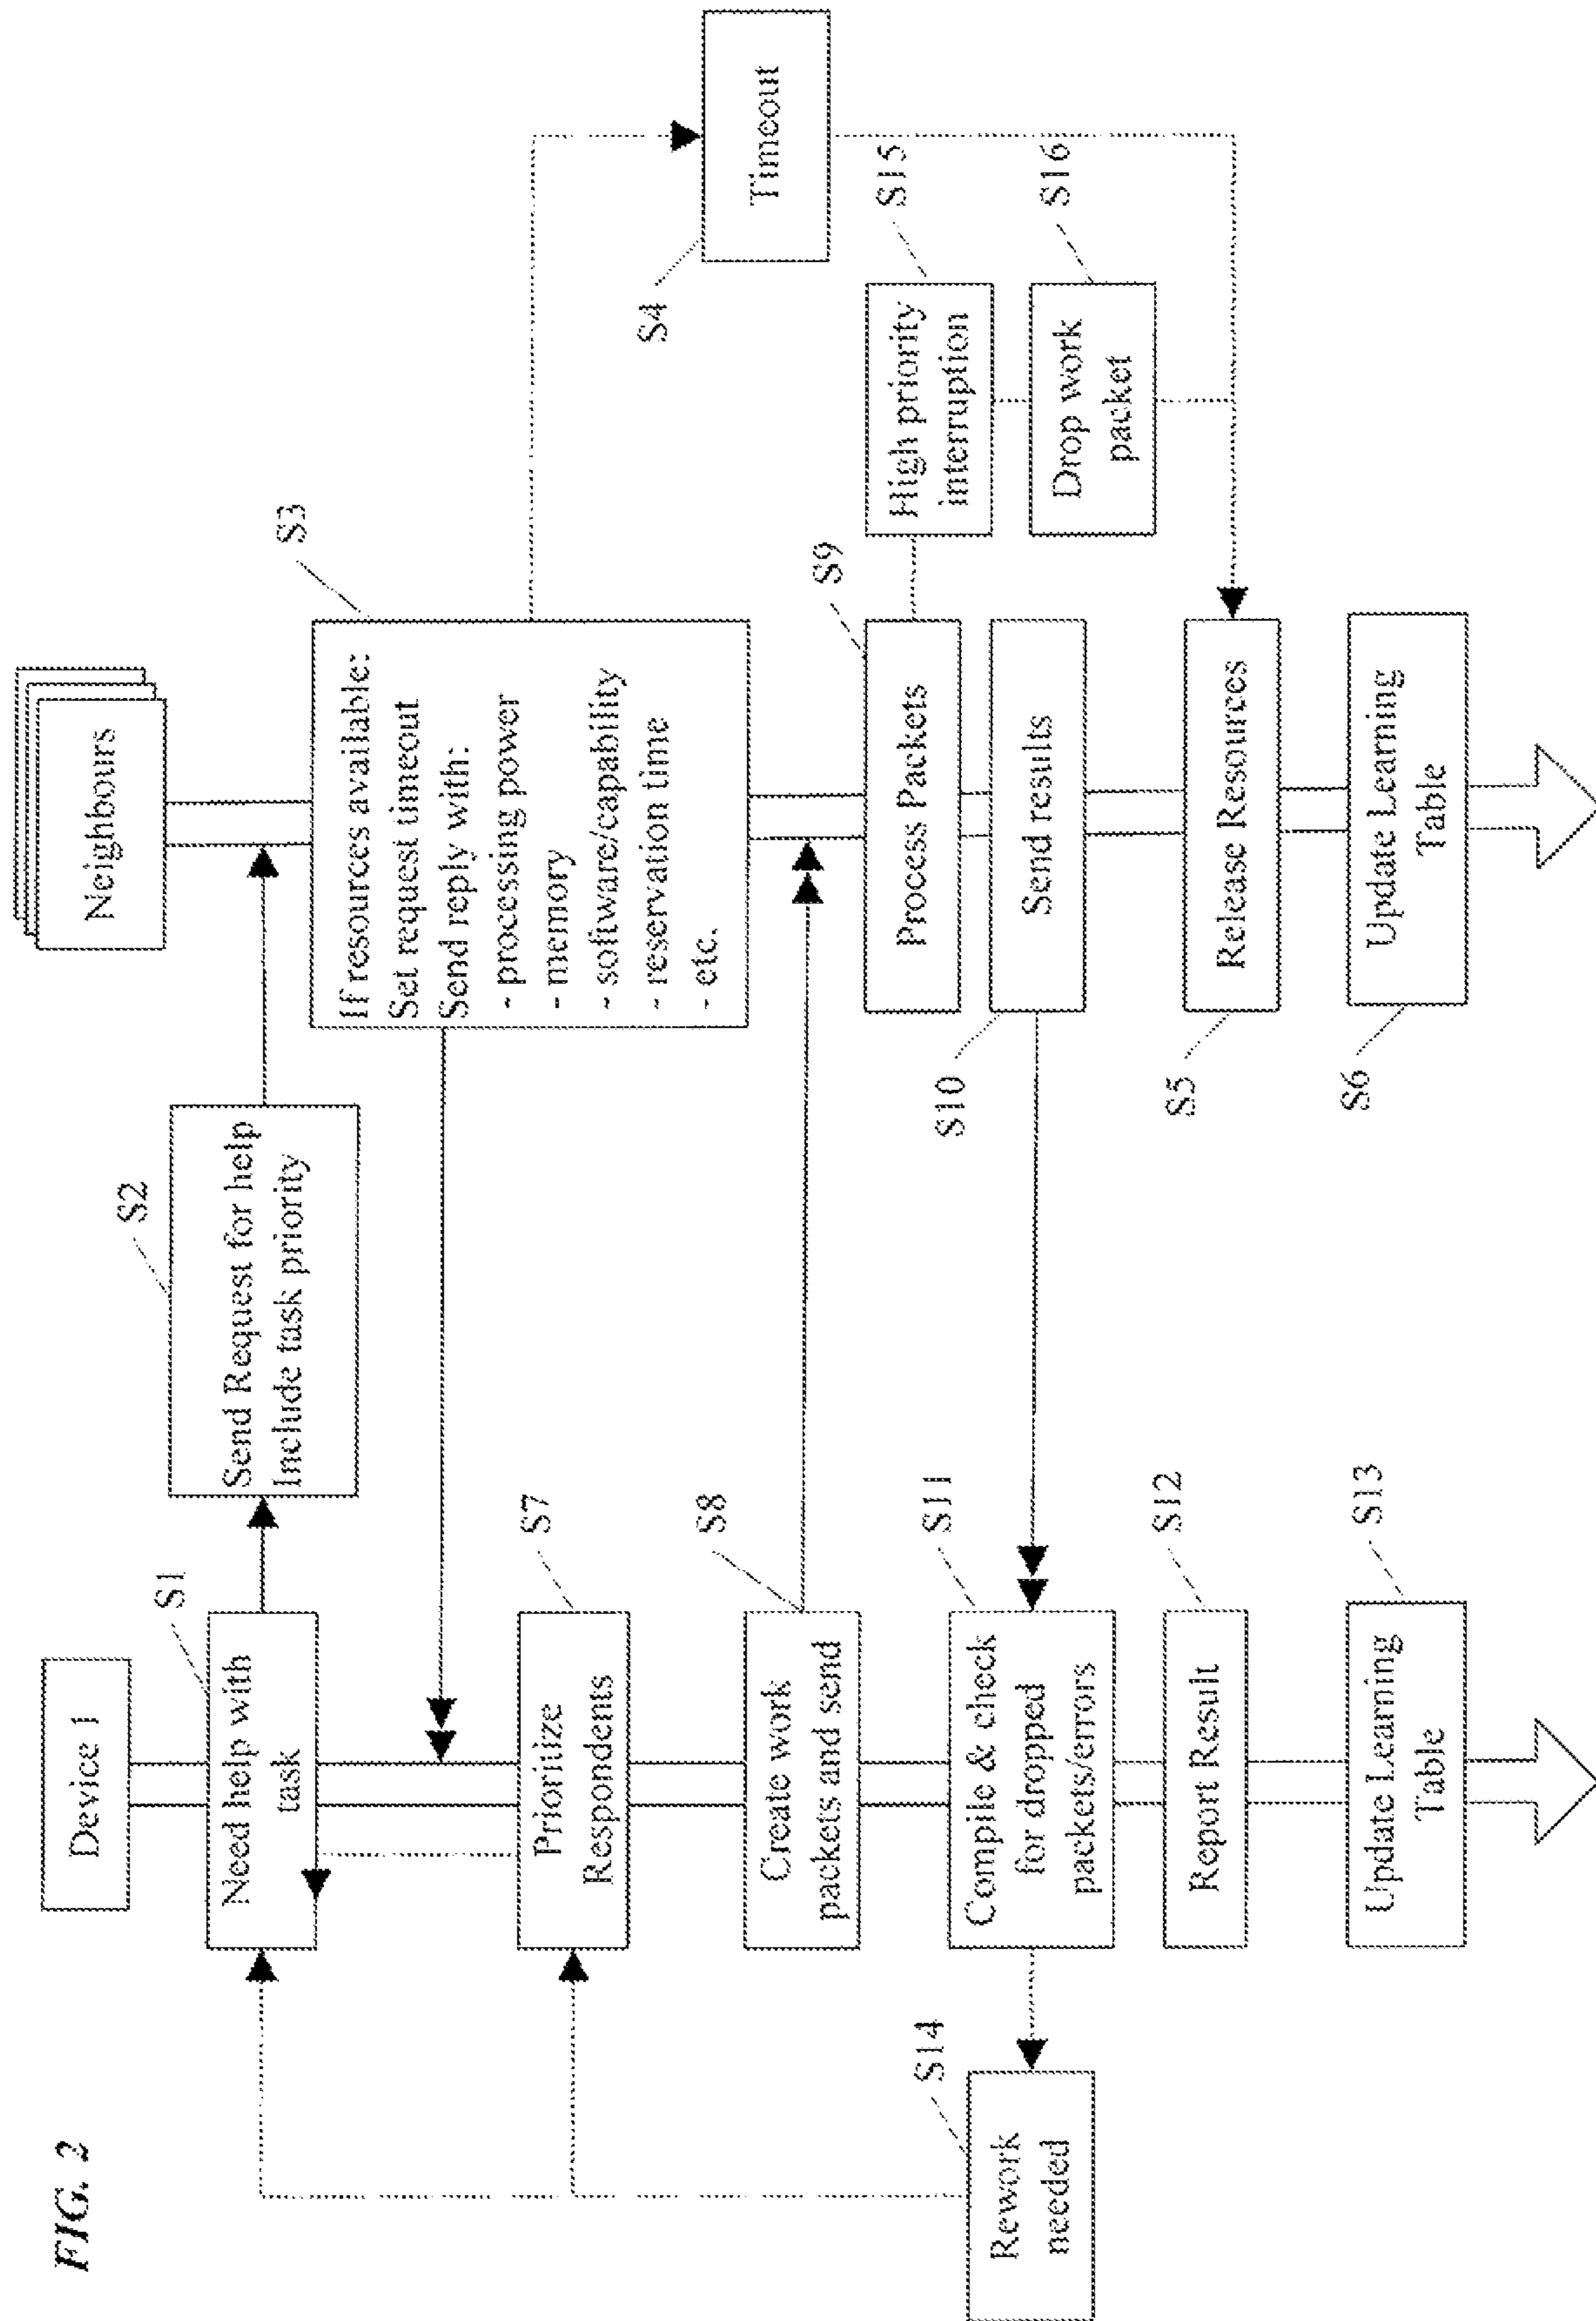 FIG. 2
Device 1
Neighbours
S1
Need help with
task
S2
Send Request for help
Include task priority
S3
If resources available:
Set request timeout
Send reply with:
- processing power
- memory
- software/capability
- reservation time
- etc.
S4
Timeout
S7
Prioritize
Respondents
S8
Create work
packets and send
S9
Process Packets
S15
High priority
interruption
S16
Drop work
packet
S10
Send results
S11
Compile & check
for dropped
packets/errors
S14
Rework
needed
S12
Report Result
S5
Release Resources
S13
Update Learning
Table
S6
Update Learning
Table